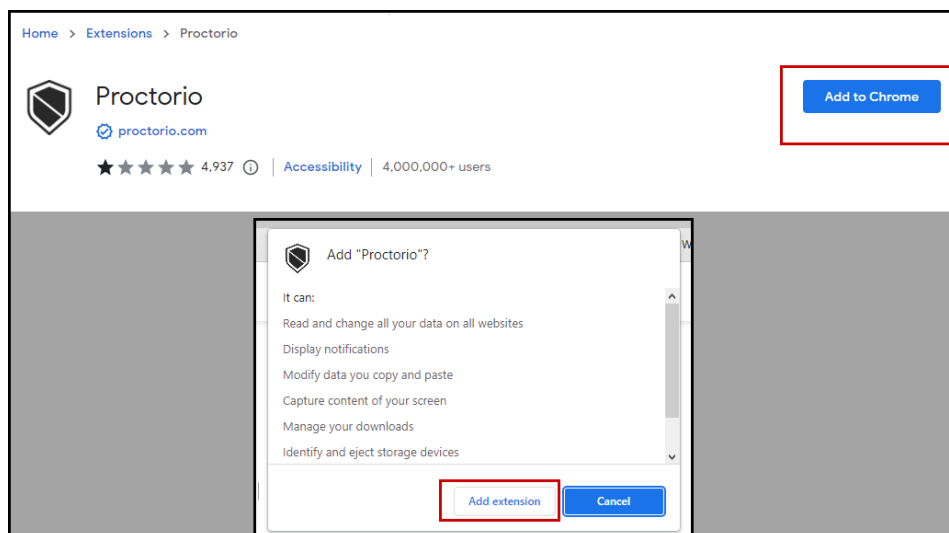 Home > Extensions > Proctorio
Proctorio
proctorio.com
4,937 | Accessibility | 4,000,000+ users
Add to Chrome
Add "Proctorio"?
It can:
Read and change all your data on all websites
Display notifications
Modify data you copy and paste
Capture content of your screen
Manage your downloads
Identify and eject storage devices
Add extension Cancel